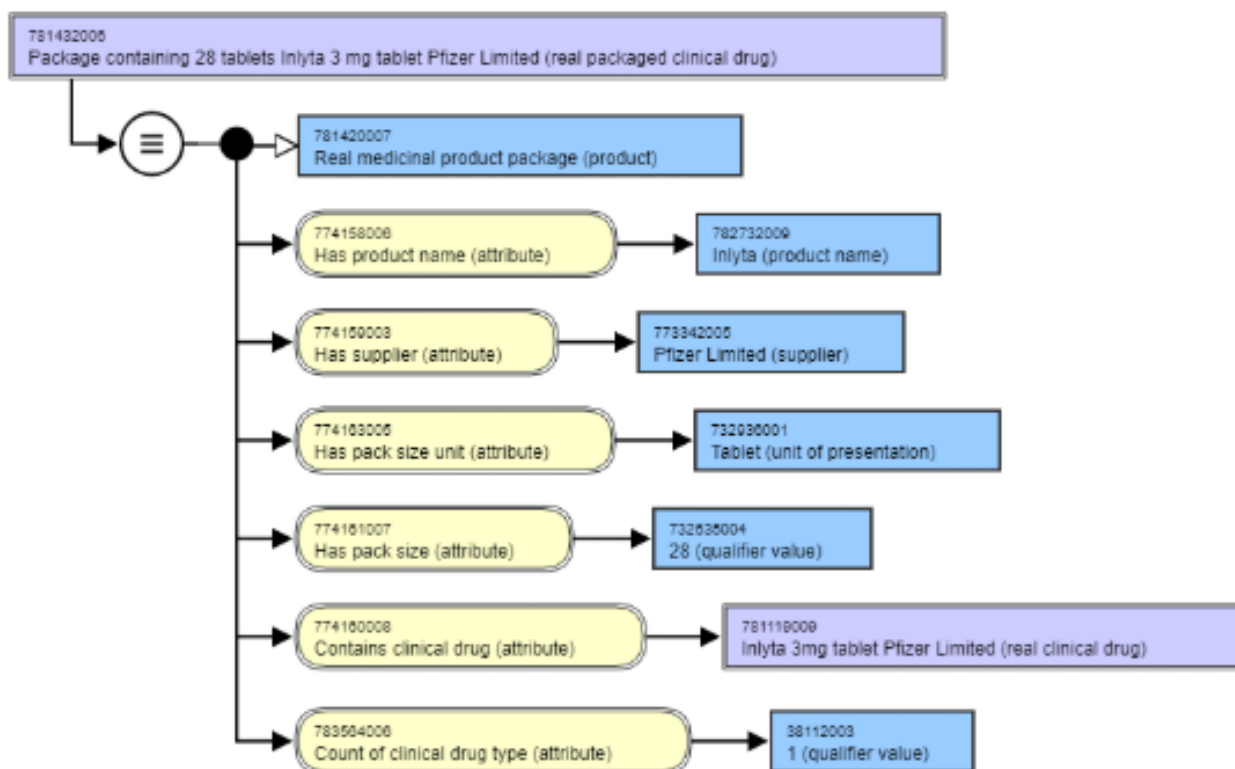 781432006
Package containing 28 tablets Inlyta 3 mg tablet Pfizer Limited (real packaged clinical drug)
781420007
Real medicinal product package (product)
774158006
Has product name (attribute)
782732009
Inlyta (product name)
774159003
Has supplier (attribute)
773342005
Pfizer Limited (supplier)
774163005
Has pack size unit (attribute)
732936001
Tablet (unit of presentation)
774161007
Has pack size (attribute)
732636004
28 (qualifier value)
774160008
Contains clinical drug (attribute)
781119009
Inlyta 3mg tablet Pfizer Limited (real clinical drug)
783564006
Count of clinical drug type (attribute)
38112003
1 (qualifier value)